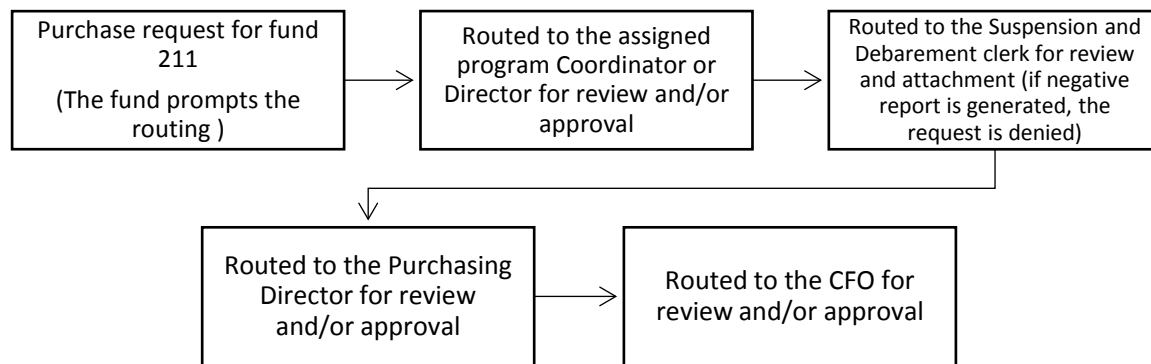 Purchase request for fund
211
(The fund prompts the
routing )
Routed to the assigned
program Coordinator or
Director for review and/or
approval
Routed to the Suspension and
Debarement clerk for review
and attachment (if negative
report is generated, the
request is denied)
Routed to the Purchasing
Director for review
and/or approval
Routed to the CFO for
review and/or approval